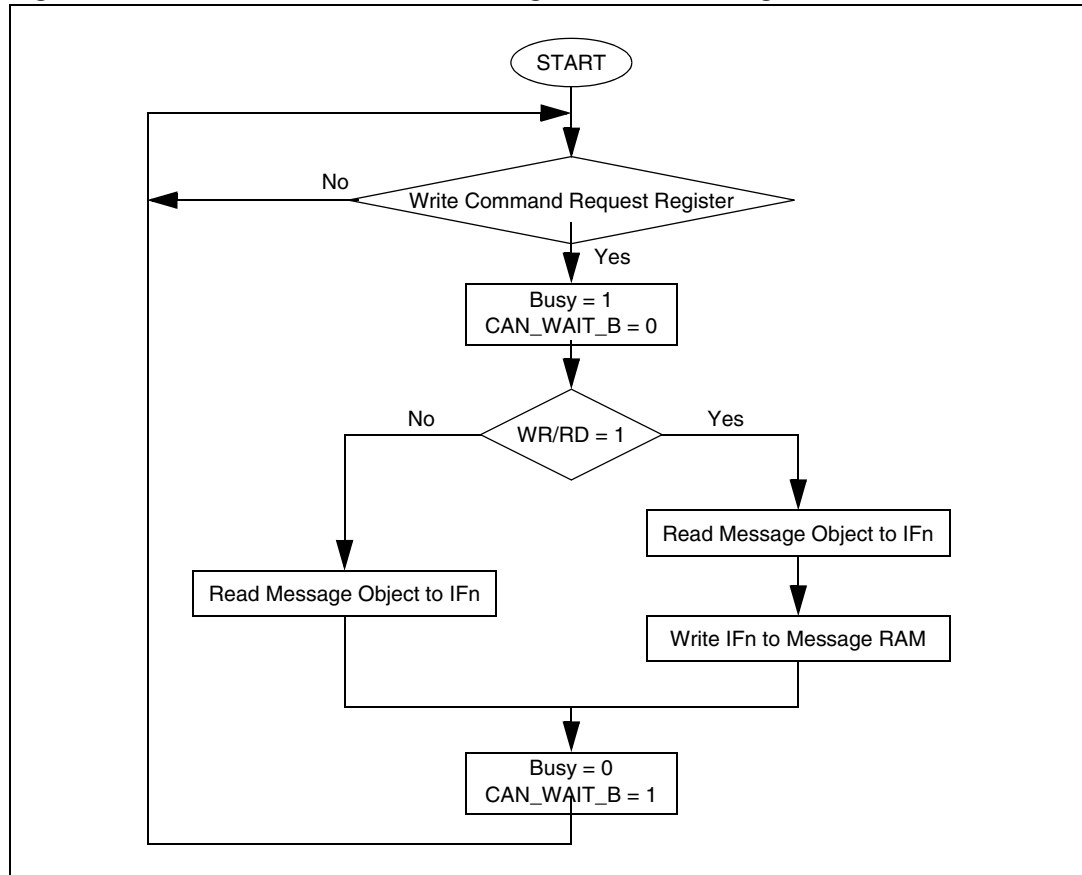 START
No
Write Command Request Register
Yes
Busy = 1
CAN_WAIT_B = 0
No
WR/RD = 1
Yes
Read Message Object to IFn
Read Message Object to IFn
Write IFn to Message RAM
Busy = 0
CAN_WAIT_B = 1